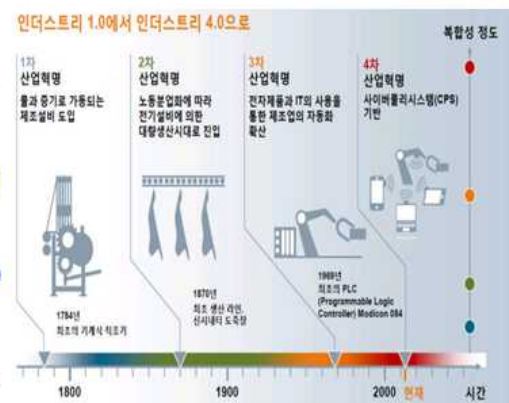 인더스트리 1.0에서 인더스트리 4.0으로
복합성 정도
1차
산업혁명
물과 증기로 가동되는
제조설비 도입
2차
산업혁명
노동분업화에 따라
전기설비에 의한
대량생산시대로 진입
3차
산업혁명
전자제품과 IT의 사용을
통한 제조업의 자동화
확산
4차
산업혁명
사이버물리시스템(CPS)
기반
1784년
최초의 기계식 직조기
1870년
최초 생산 라인,
신시내티 도축장
1969년
최초의 PLC
(Programmable Logic
Controller) Modicon 084
1800
1900
2000
현재
시간